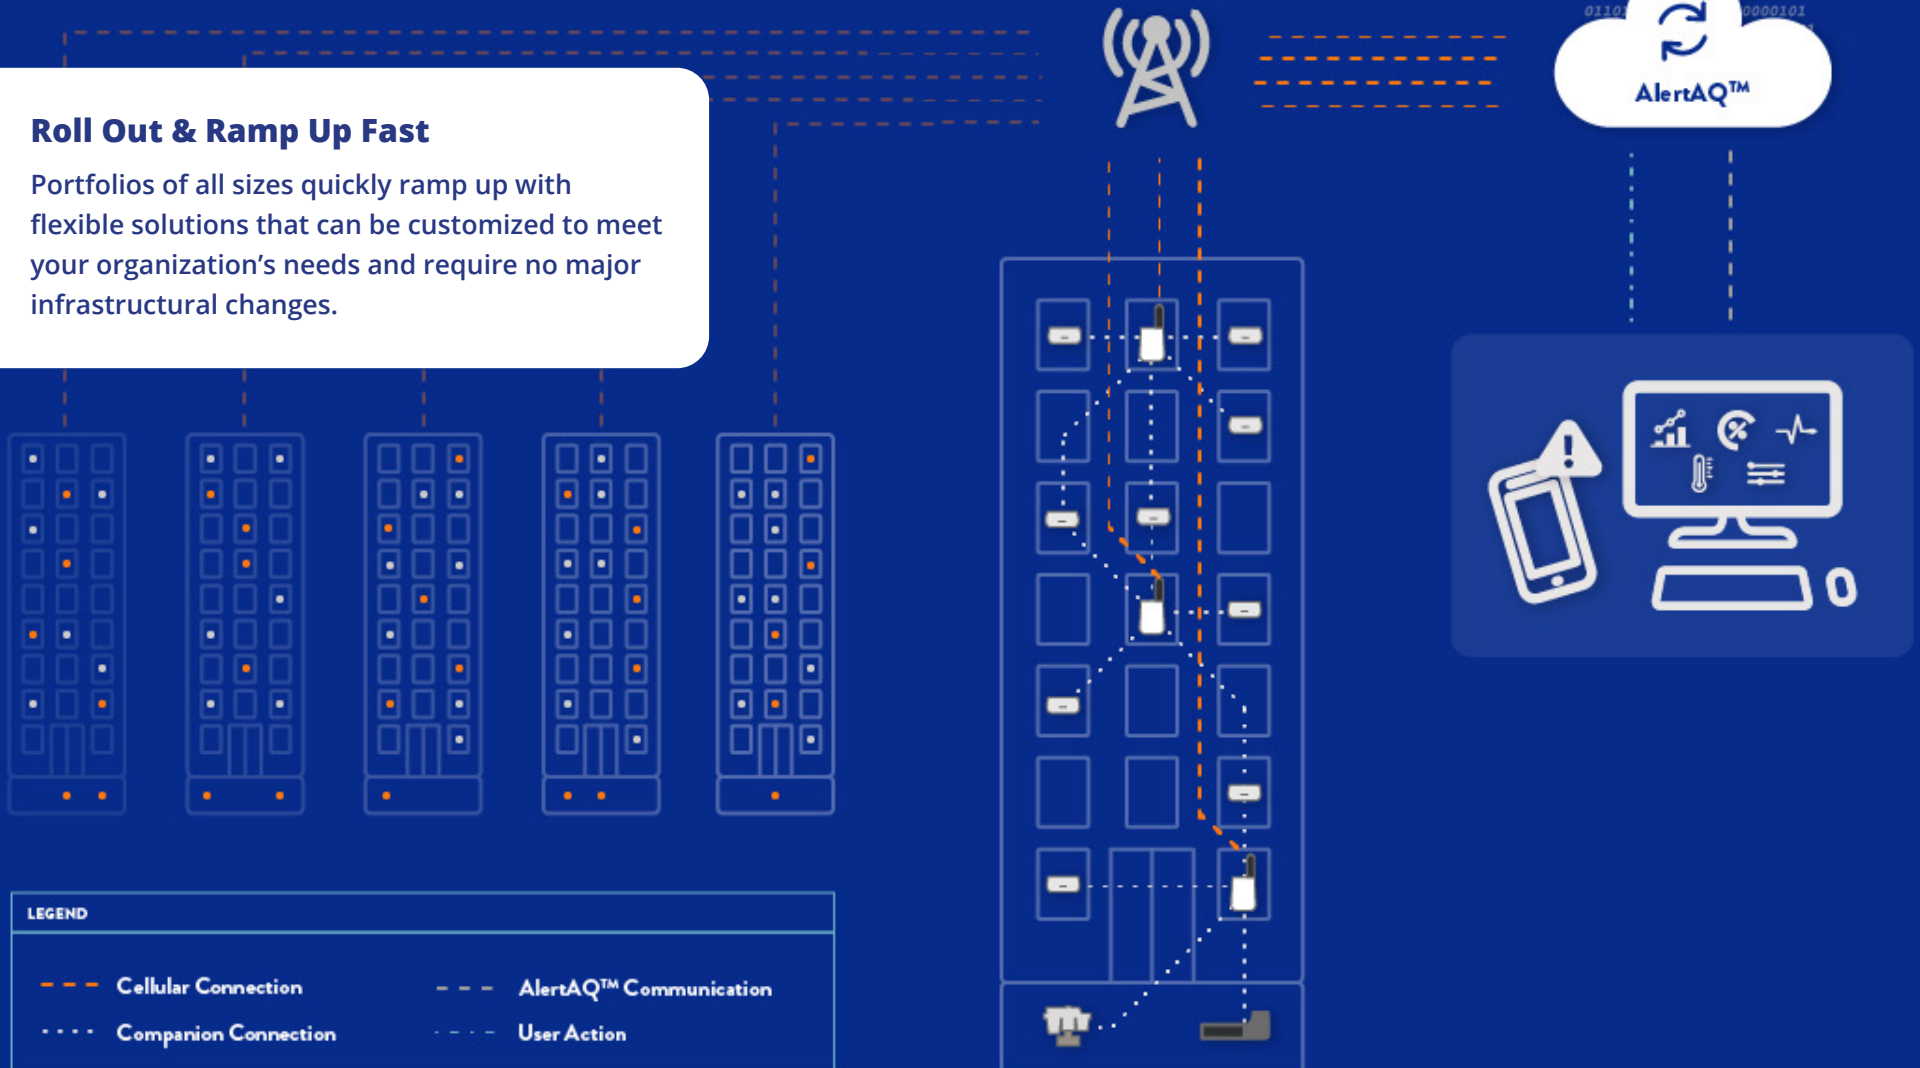 01101
0000101
AlertAQ™
Roll Out & Ramp Up Fast
Portfolios of all sizes quickly ramp up with
flexible solutions that can be customized to meet
your organization’s needs and require no major
infrastructural changes.
%
!
LEGEND
Cellular Connection
AlertAQ™ Communication
Companion Connection
User Action